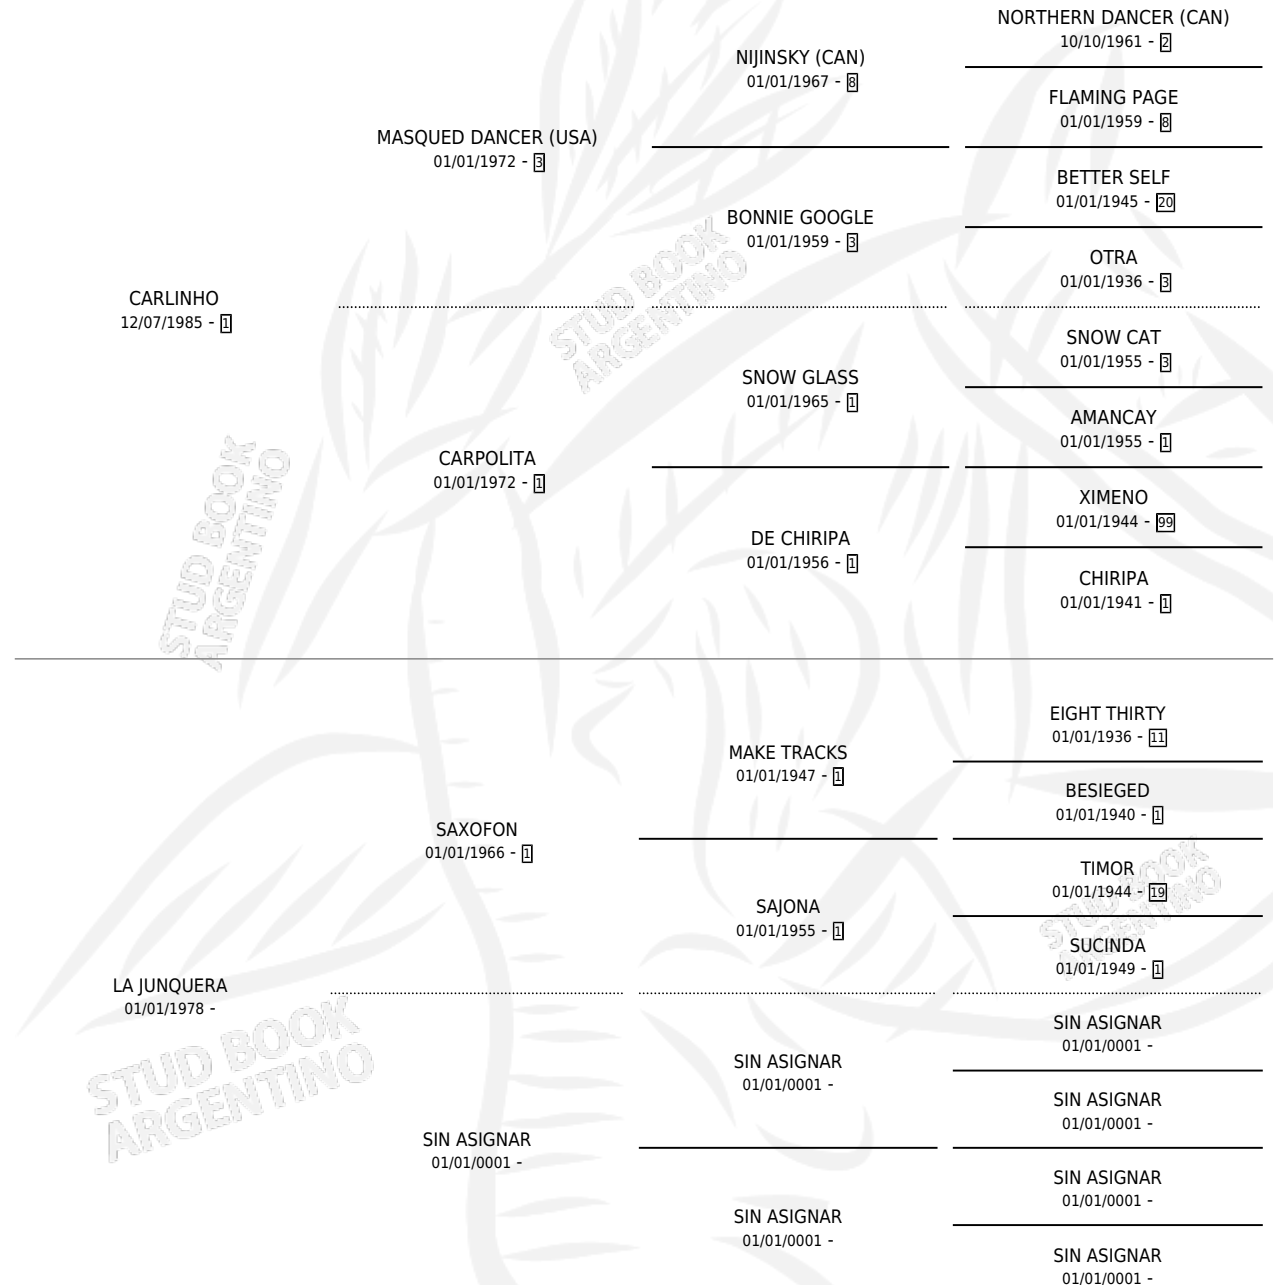 NORTHERN DANCER (CAN)
10/10/1961 - 2
NIJINSKY (CAN)
01/01/1967 - 8
FLAMING PAGE
01/01/1959 - 8
MASQUED DANCER (USA)
01/01/1972 - 3
BETTER SELF
01/01/1945 - 20
BONNIE GOOGLE
01/01/1959 - 3
OTRA
01/01/1936 - 3
CARLINHO
12/07/1985 - 1
SNOW CAT
01/01/1955 - 3
SNOW GLASS
01/01/1965 - 1
AMANCAY
01/01/1955 - 1
CARPOLITA
01/01/1972 - 1
XIMENO
01/01/1944 - 99
DE CHIRIPA
01/01/1956 - 1
CHIRIPA
01/01/1941 - 1
EIGHT THIRTY
01/01/1936 - 11
MAKE TRACKS
01/01/1947 - 1
BESIEGED
01/01/1940 - 1
SAXOFON
01/01/1966 - 1
TIMOR
01/01/1944 - 19
SAJONA
01/01/1955 - 1
SUCINDA
01/01/1949 - 1
LA JUNQUERA
01/01/1978 -
SIN ASIGNAR
01/01/0001 -
SIN ASIGNAR
01/01/0001 -
SIN ASIGNAR
01/01/0001 -
SIN ASIGNAR
01/01/0001 -
SIN ASIGNAR
01/01/0001 -
SIN ASIGNAR
01/01/0001 -
SIN ASIGNAR
01/01/0001 -
STUD BOOK
ARGENTINO
STUD BOOK
ARGENTINO
STUD BOOK
ARGENTINO
STUD BOOK
ARGENTINO